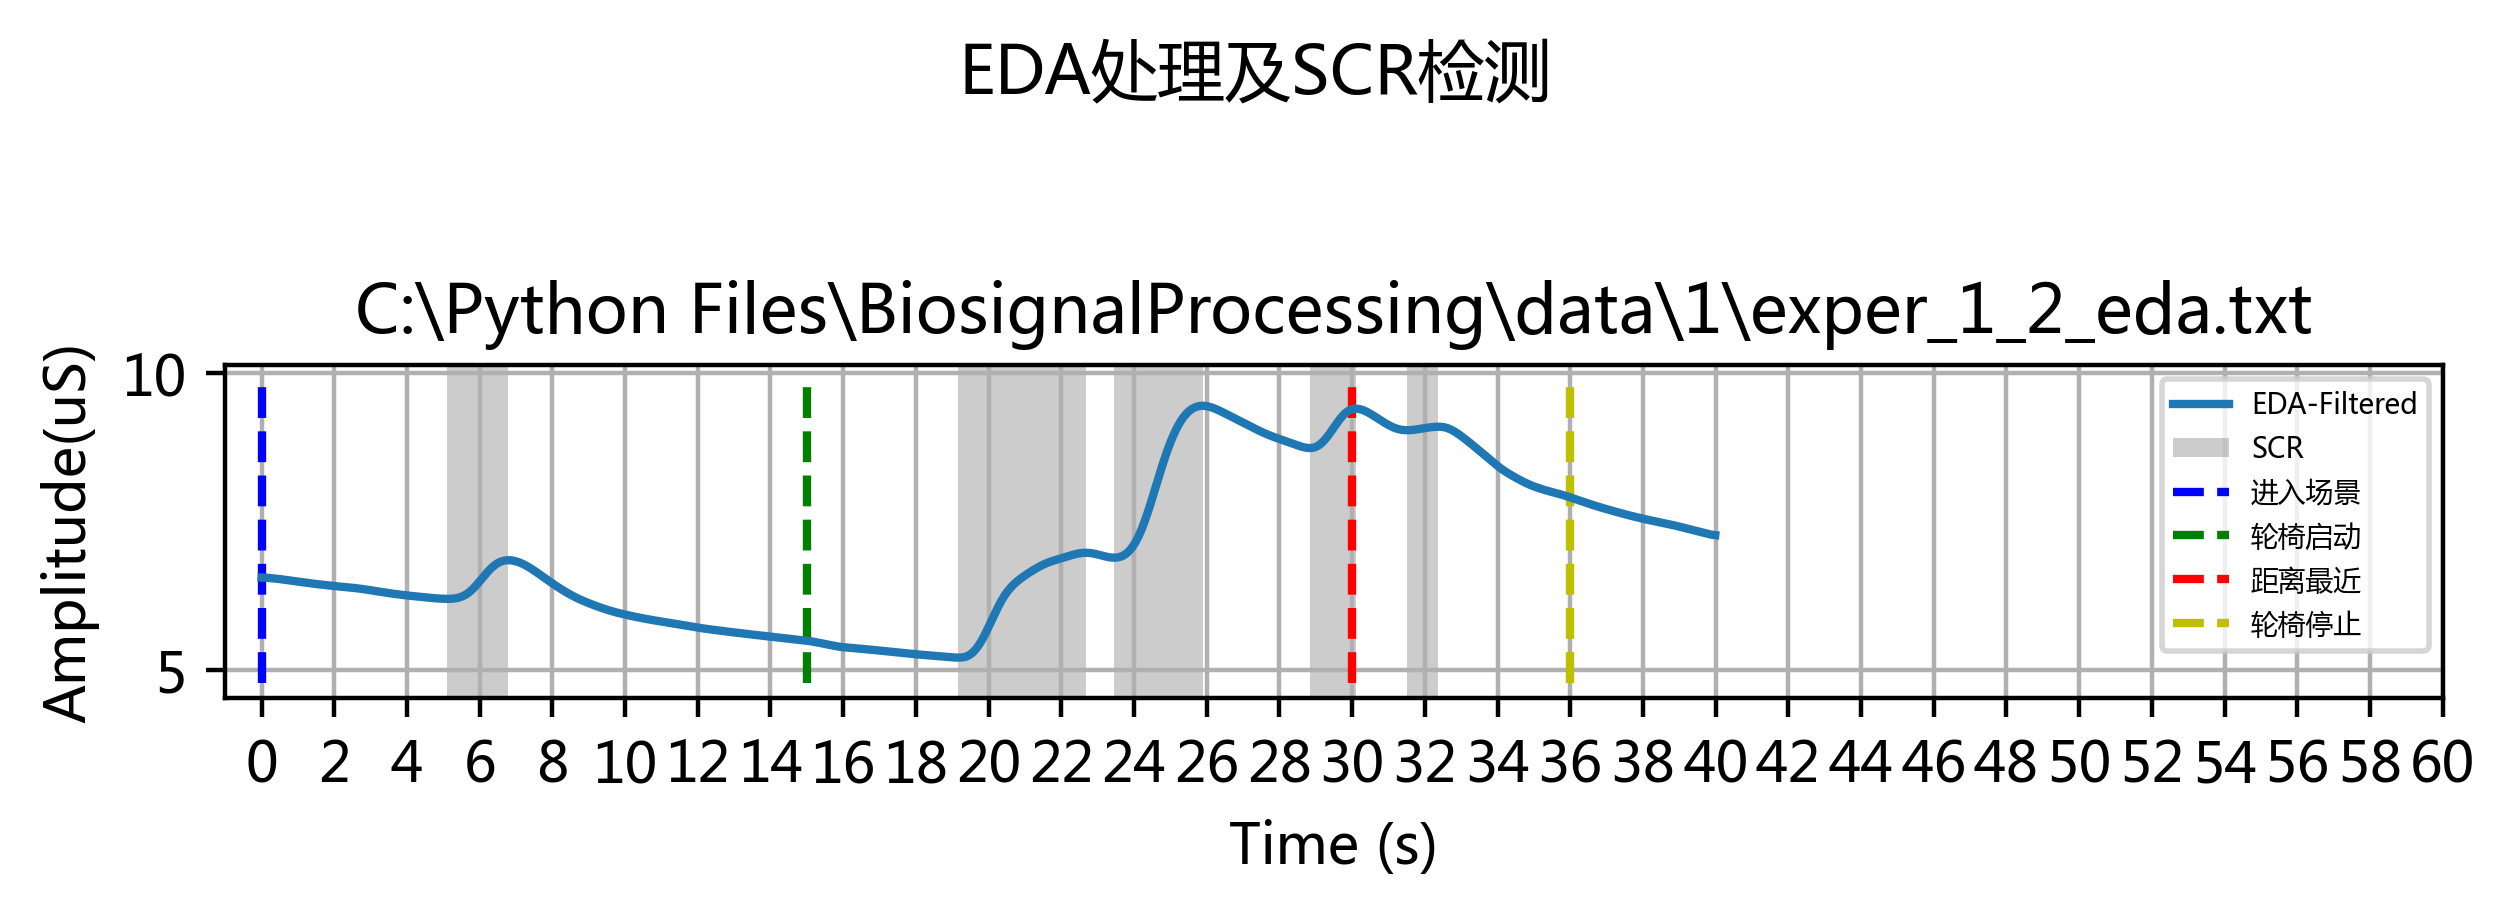 EDA处理及SCR检测
C:\Python Files\BiosignalProcessing\data\1\exper_1_2_eda.txt
Amplitude(uS)
10
5
EDA-Filtered
SCR
进入场景
轮椅启动
距离最近
轮椅停止
0 2 4 6 8 10 12 14 16 18 20 22 24 26 28 30 32 34 36 38 40 42 44 46 48 50 52 54 56 58 60
Time (s)